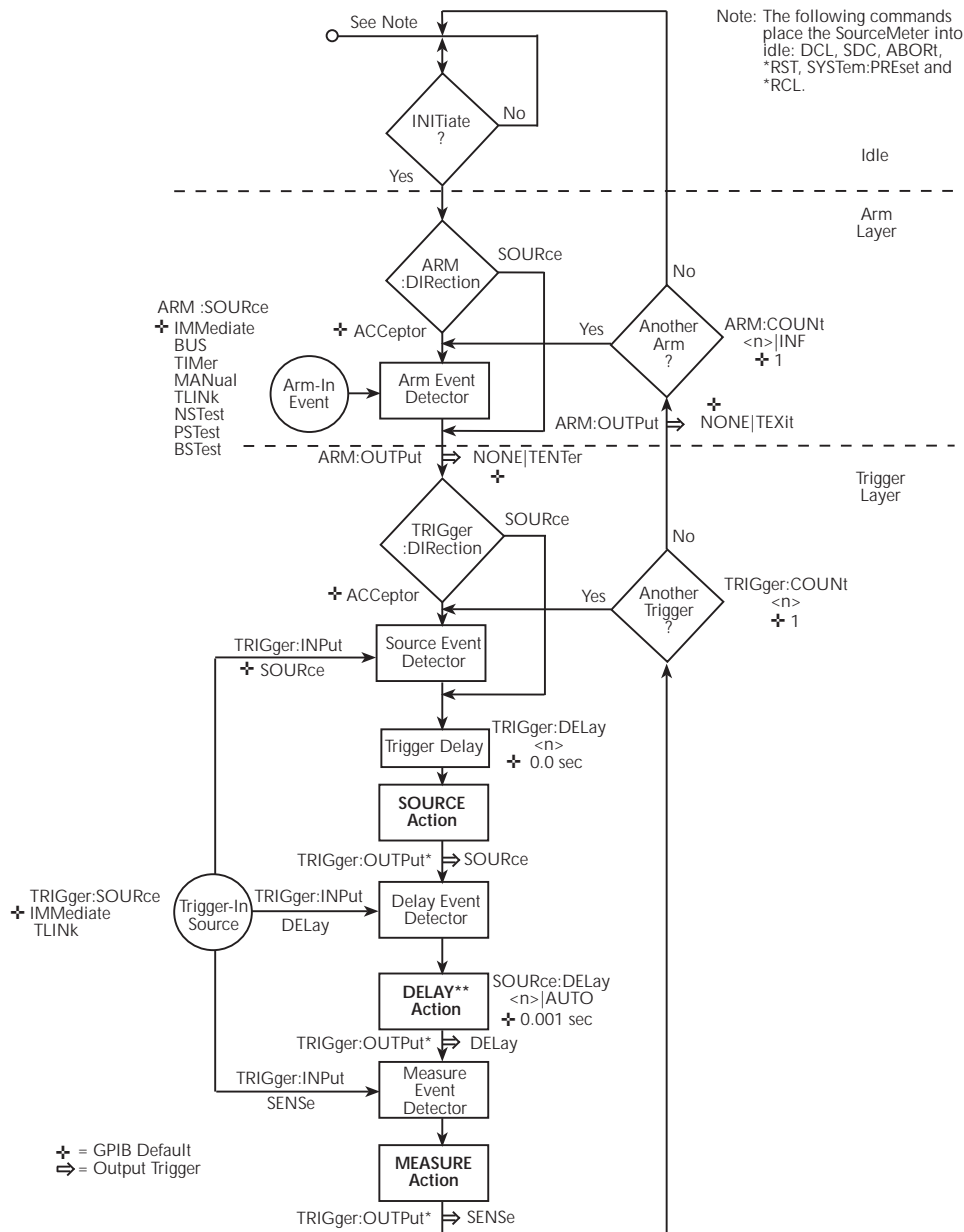 See Note
Note: The following commands
place the SourceMeter into
idle: DCL, SDC, ABORt,
*RST, SYSTem:PREset and
*RCL.
INITiate
?
No
Yes
Idle
Arm
Layer
ARM
:DIRection
SOURce
No
ARM :SOURce
✛ IMMediate
BUS
TIMer
MANual
TLINk
NSTest
PSTest
BSTest
✛ ACCeptor
Yes
Another
Arm
?
ARM:COUNt
<n>|INF
✛ 1
Arm-In
Event
Arm Event
Detector
ARM:OUTPut ⇨ NONE|TEXit
✛
ARM:OUTPut ⇨ NONE|TENTer
✛
Trigger
Layer
TRIGger
:DIRection
SOURce
No
✛ ACCeptor
Yes
Another
Trigger
?
TRIGger:COUNt
<n>
✛ 1
TRIGger:INPut
✛ SOURce
Source Event
Detector
Trigger Delay
TRIGger:DELay
<n>
✛ 0.0 sec
SOURCE
Action
TRIGger:OUTPut* ⇨ SOURce
TRIGger:SOURce
✛ IMMediate
TLINk
Trigger-In
Source
TRIGger:INPut
DELay
Delay Event
Detector
DELAY**
Action
SOURce:DELay
<n>|AUTO
✛ 0.001 sec
TRIGger:OUTPut* ⇨ DELay
TRIGger:INPut
SENSe
Measure
Event
Detector
✛ = GPIB Default
⇨ = Output Trigger
MEASURE
Action
TRIGger:OUTPut* ⇨ SENSe